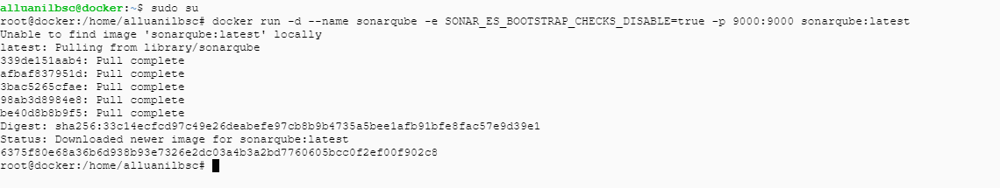 alluanilbsc@docker:~$ sudo su
root@docker:/home/alluanilbsc# docker run -d --name sonarqube -e SONAR_ES_BOOTSTRAP_CHECKS_DISABLE=true -p 9000:9000 sonarqube:latest
Unable to find image 'sonarqube:latest' locally
latest: Pulling from library/sonarqube
339de151aab4: Pull complete
afbaf837951d: Pull complete
3bac5265cfae: Pull complete
98ab3d8984e8: Pull complete
be40d8b8b9f5: Pull complete
Digest: sha256:33c14ecfcd97c49e26deabefe97cb8b9b4735a5bee1afb91bfe8fac57e9d39e1
Status: Downloaded newer image for sonarqube:latest
6375f80e68a36b6d938b93e7326e2dc03a4b3a2bd7760605bcc0f2ef00f902c8
root@docker:/home/alluanilbsc#